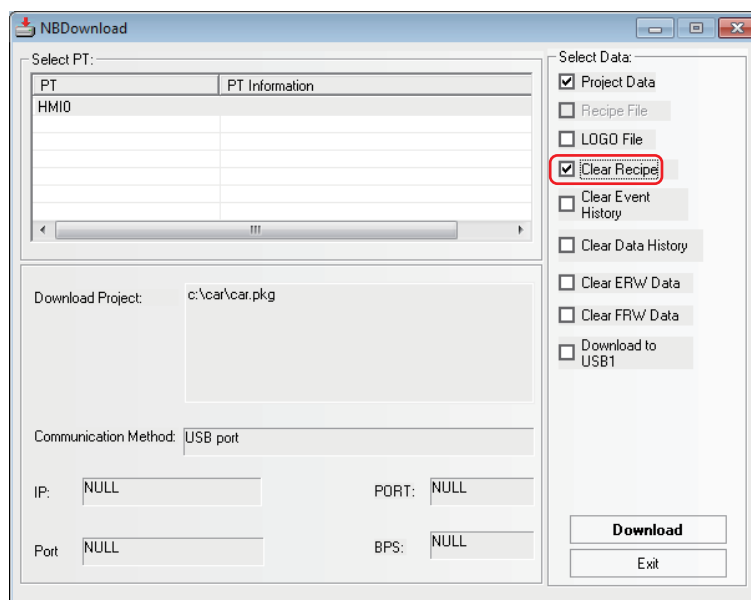 NBDownload
Select PT:
PT PT Information
HMI0
Download Project: c:\car\car.pkg
Communication Method: USB port
IP: NULL PORT: NULL
Port NULL BPS: NULL
Select Data:
Project Data
Recipe File
LOGO File
Clear Recipe
Clear Event
History
Clear Data History
Clear ERW Data
Clear FRW Data
Download to
USB1
Download
Exit